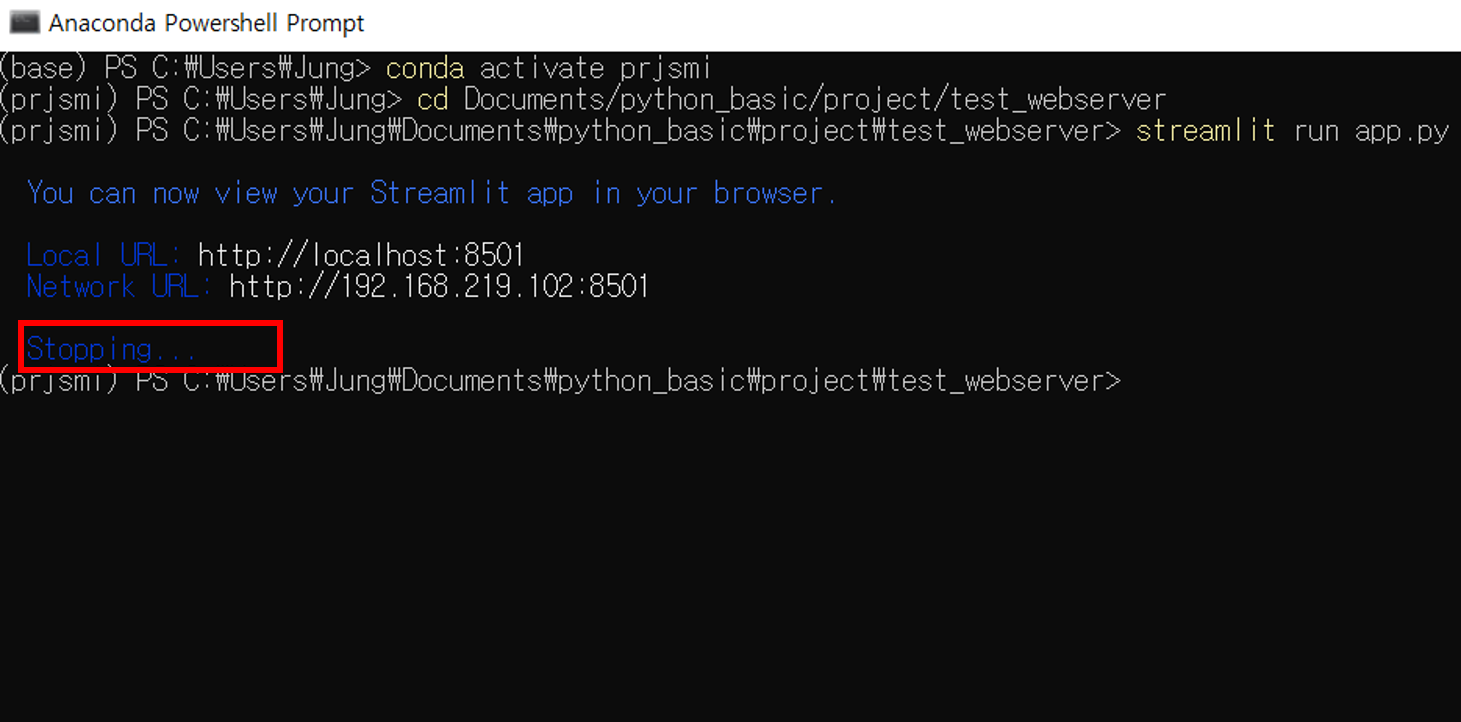 Anaconda Powershell Prompt
(base) PS C:₩Users₩Jung> conda activate prjsmi
(prjsmi) PS C:₩Users₩Jung> cd Documents/python_basic/project/test_webserver
(prjsmi) PS C:₩Users₩Jung₩Documents₩python_basic₩project₩test_webserver> streamlit run app.py
You can now view your Streamlit app in your browser.
Local URL: http://localhost:8501
Network URL: http://192.168.219.102:8501
Stopping...
(prjsmi) PS C:₩Users₩Jung₩Documents₩python_basic₩project₩test_webserver>